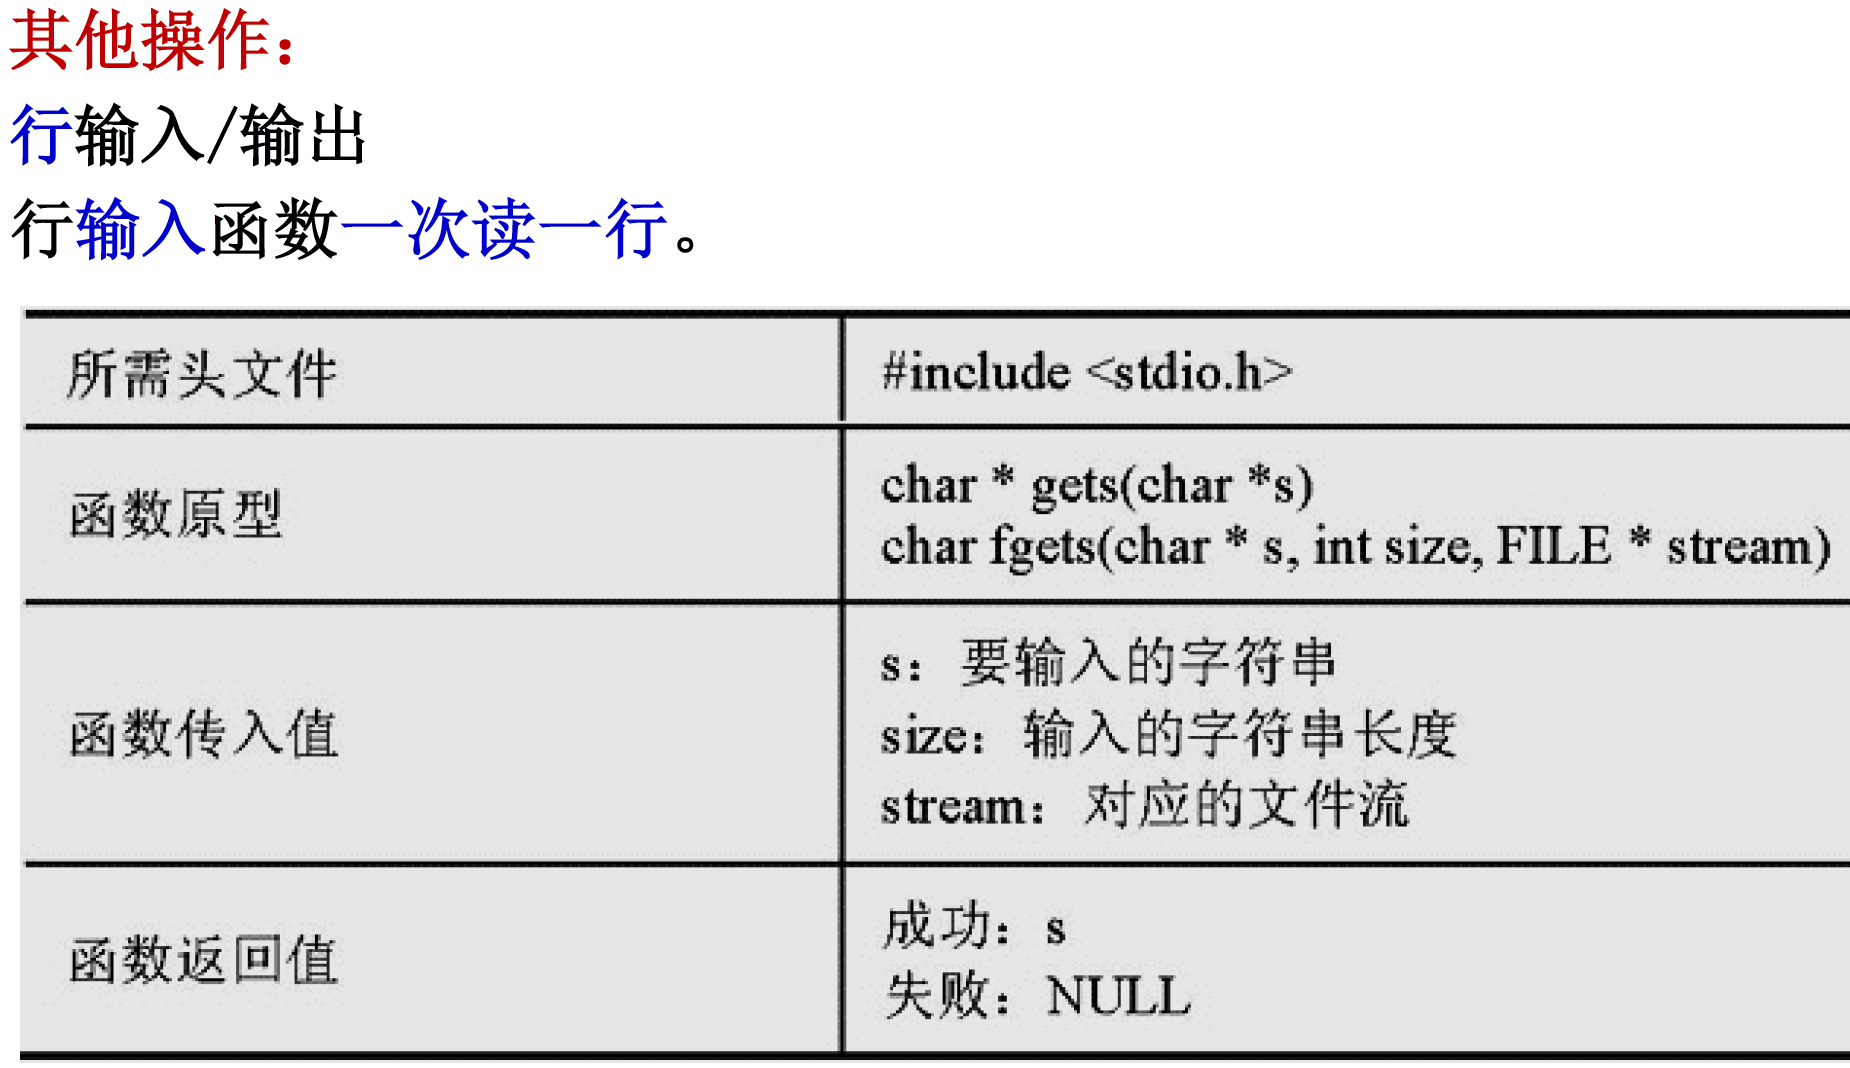 其他操作：
行输入/输出
行输入函数一次读一行。
所需头文件
#include <stdio.h>
函数原型
char * gets(char *s)
char fgets(char * s, int size, FILE * stream)
函数传入值
s：要输入的字符串
size：输入的字符串长度
stream：对应的文件流
函数返回值
成功：s
失败：NULL